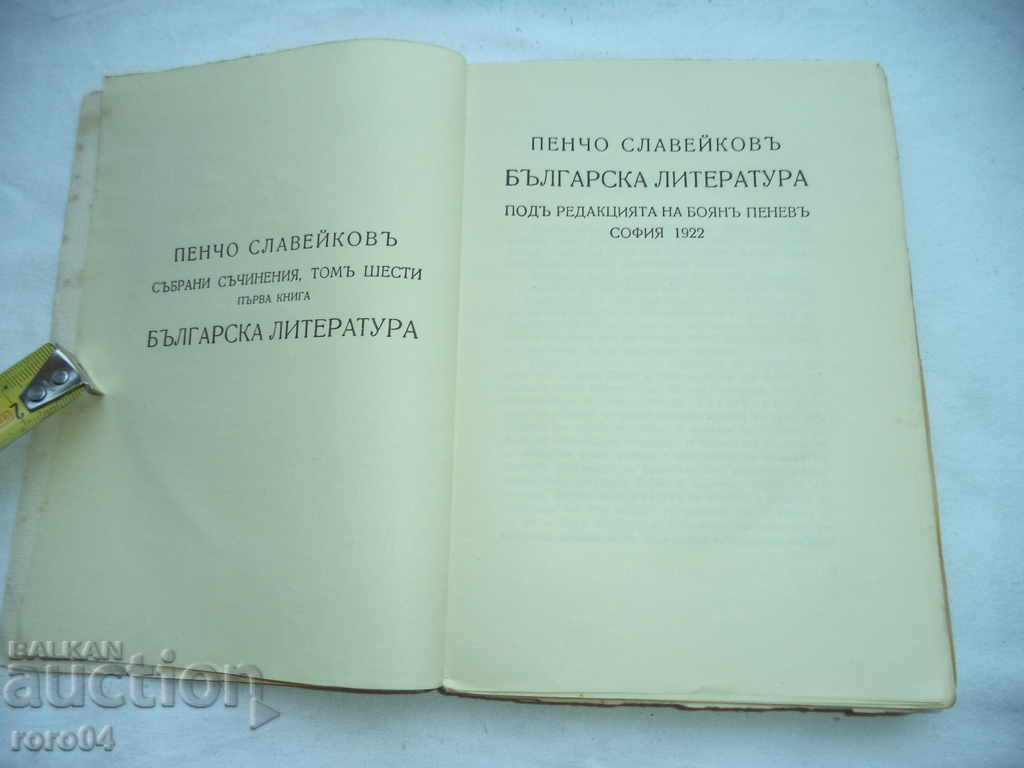 ПЕНЧО СЛАВЕЙКОВЪ
СЪБРАНИ СЪЧИНЕНИЯ, ТОМЪ ШЕСТИ
ПЪРВА КНИГА
БЪЛГАРСКА ЛИТЕРАТУРА
ПЕНЧО СЛАВЕЙКОВЪ
БЪЛГАРСКА ЛИТЕРАТУРА
ПОДЪ РЕДАКЦИЯТА НА БОЯНЪ ПЕНЕВЪ
СОФИЯ 1922
2
BALKAN
auction
roro04